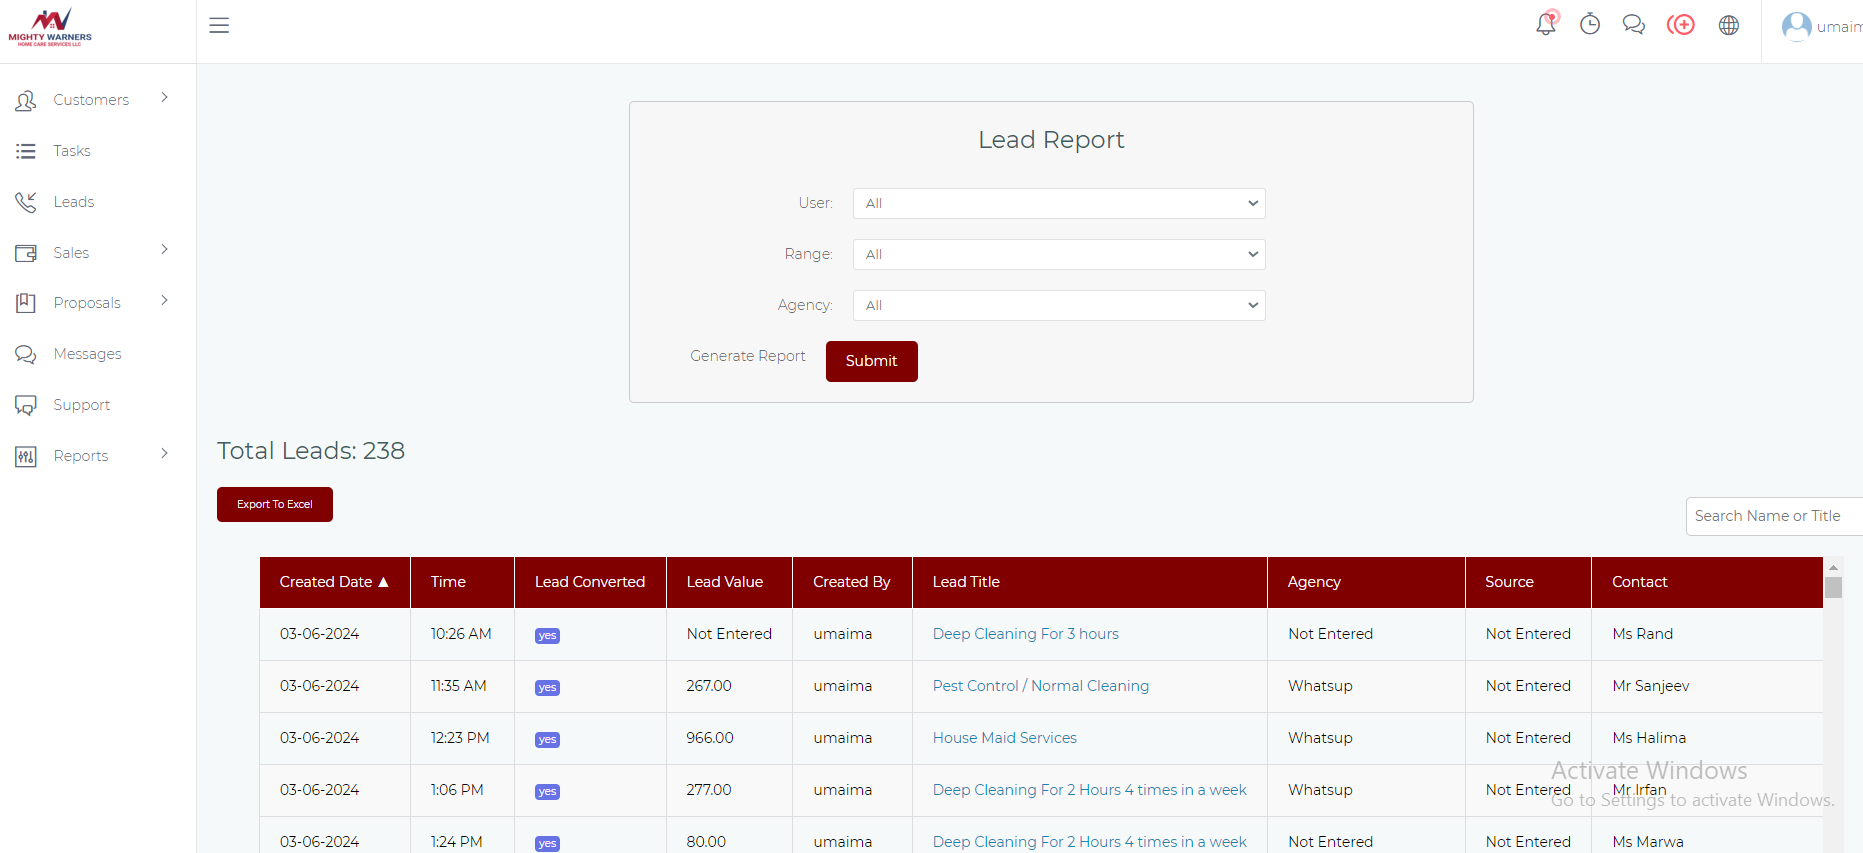 MIGHTY WARNERS
HOME CARE SERVICES LLC
umaim
Customers
Tasks
Leads
Sales
Proposals
Messages
Support
Reports
Lead Report
User: All
Range: All
Agency: All
Generate Report Submit
Total Leads: 238
Export To Excel
Search Name or Title
Created Date ▲ Time Lead Converted Lead Value Created By Lead Title Agency Source Contact
03-06-2024 10:26 AM yes Not Entered umaima Deep Cleaning For 3 hours Not Entered Not Entered Ms Rand
03-06-2024 11:35 AM yes 267.00 umaima Pest Control / Normal Cleaning Whatsup Not Entered Mr Sanjeev
03-06-2024 12:23 PM yes 966.00 umaima House Maid Services Whatsup Not Entered Ms Halima
03-06-2024 1:06 PM yes 277.00 umaima Deep Cleaning For 2 Hours 4 times in a week Whatsup Not Entered Mr Irfan
03-06-2024 1:24 PM yes 80.00 umaima Deep Cleaning For 2 Hours 4 times in a week Not Entered Not Entered Ms Marwa
Activate Windows
Go to Settings to activate Windows.